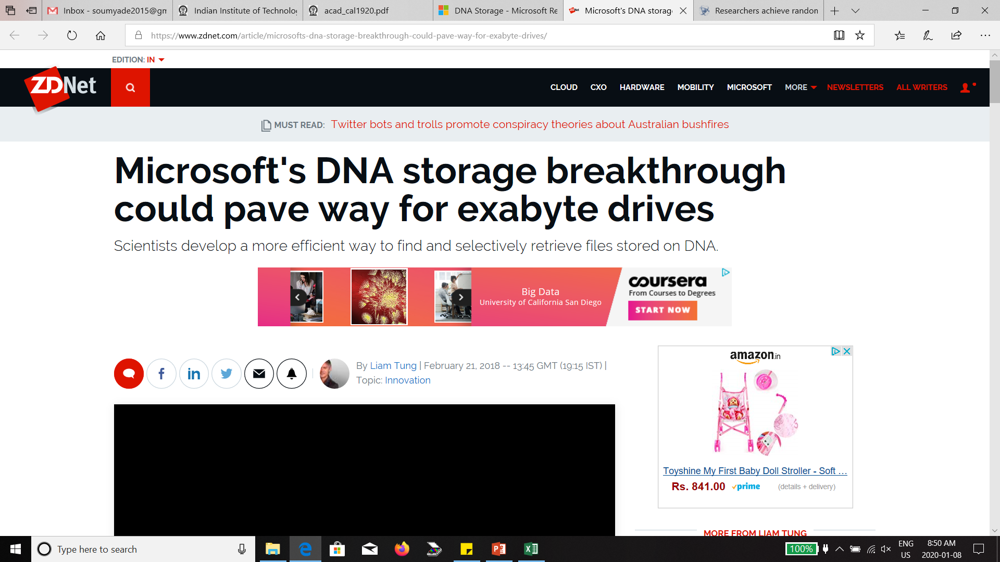 Inbox - soumyade2015@gm
Indian Institute of Technolo
acad_cal1920.pdf
DNA Storage - Microsoft Re
Microsoft's DNA storag
Researchers achieve randon
https://www.zdnet.com/article/microsofts-dna-storage-breakthrough-could-pave-way-for-exabyte-drives/
EDITION: IN
ZDNet
CLOUD CXO HARDWARE MOBILITY MICROSOFT MORE NEWSLETTERS ALL WRITERS
MUST READ: Twitter bots and trolls promote conspiracy theories about Australian bushfires
Microsoft's DNA storage breakthrough
could pave way for exabyte drives
Scientists develop a more efficient way to find and selectively retrieve files stored on DNA.
Big Data
University of California San Diego
coursera
From Courses to Degrees
START NOW
By Liam Tung | February 21, 2018 -- 13:45 GMT (19:15 IST) |
Topic: Innovation
amazon.in
Toyshine My First Baby Doll Stroller - Soft ...
Rs. 841.00 prime (details + delivery)
MORE FROM LIAM TUNG
Type here to search
100%
ENG
US
8:50 AM
2020-01-08